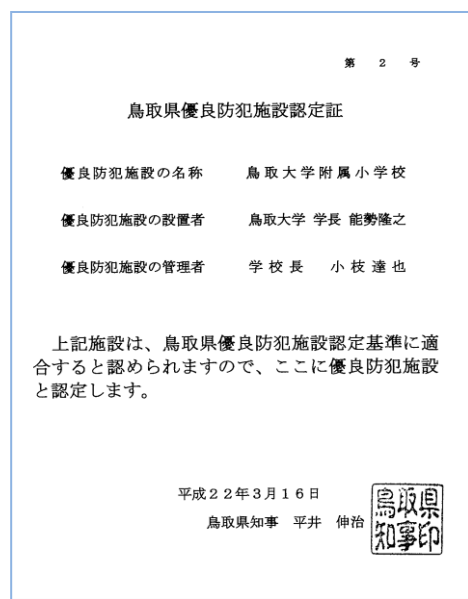 第 2 号
鳥取県優良防犯施設認定証
優良防犯施設の名称 鳥取大学附属小学校
優良防犯施設の設置者 鳥取大学 学長 能勢隆之
優良防犯施設の管理者 学校長 小枝達也
上記施設は、鳥取県優良防犯施設認定基準に適
合すると認められますので、ここに優良防犯施設
と認定します。
平成22年3月16日
鳥取県知事 平井 伸治
鳥取県
知事印